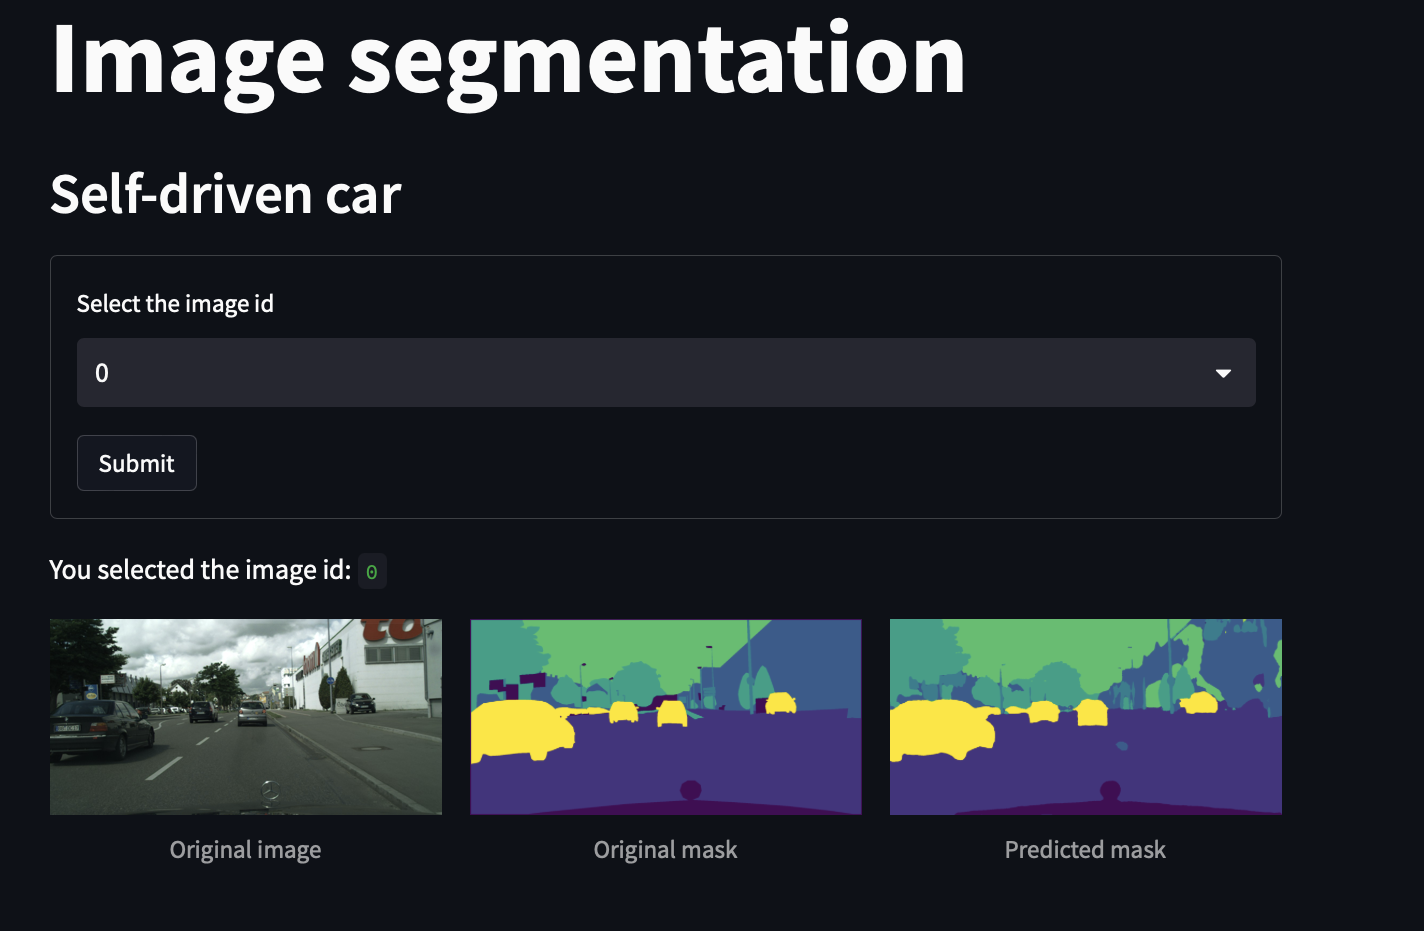 Image segmentation
Self-driven car
Select the image id
0
Submit
You selected the image id: 0
to
Original image
Original mask
Predicted mask